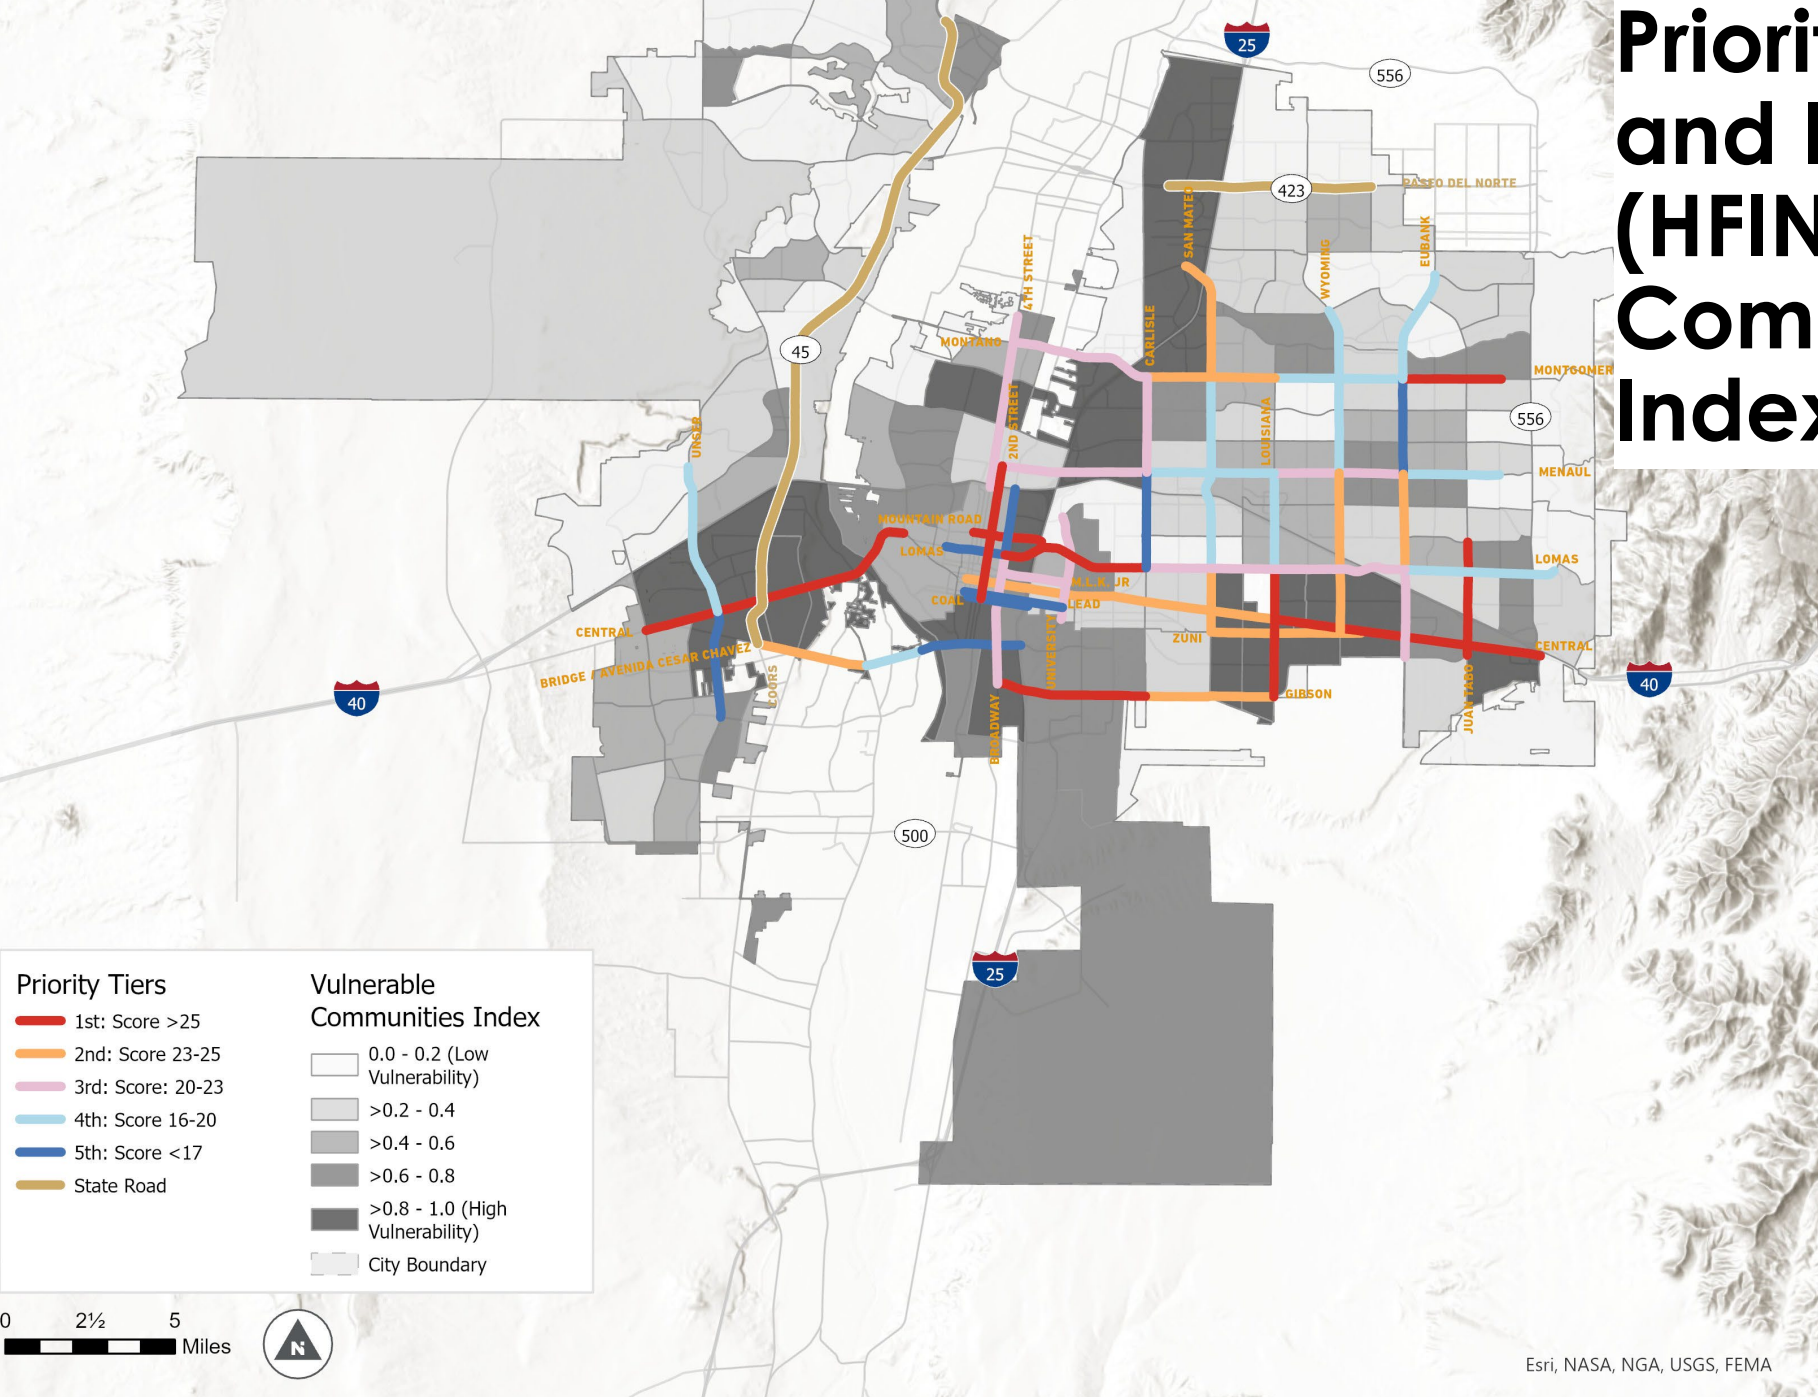 Priorit
and
(HFIN
Com
Index
25
556
423
PASEO DEL NORTE
SAN MATEO
EUBANK
WYOMING
4TH STREET
CARLISLE
MONTANO
45
MONTGOMER
2ND STREET
LOUISIANA
556
UNSER
MENAUL
MOUNTAIN ROAD
LOMAS
LOMAS
M.L.K. JR
COAL
LEAD
CENTRAL
ZUNI
CENTRAL
BRIDGE / AVENIDA CESAR CHAVEZ
UNIVERSITY
COORS
40
40
GIBSON
JUAN TABO
BROADWAY
500
25
Priority Tiers
1st: Score >25
2nd: Score 23-25
3rd: Score: 20-23
4th: Score 16-20
5th: Score <17
State Road
Vulnerable
Communities Index
0.0 - 0.2 (Low
Vulnerability)
>0.2 - 0.4
>0.4 - 0.6
>0.6 - 0.8
>0.8 - 1.0 (High
Vulnerability)
City Boundary
0 2½ 5
Miles
N
Esri, NASA, NGA, USGS, FEMA